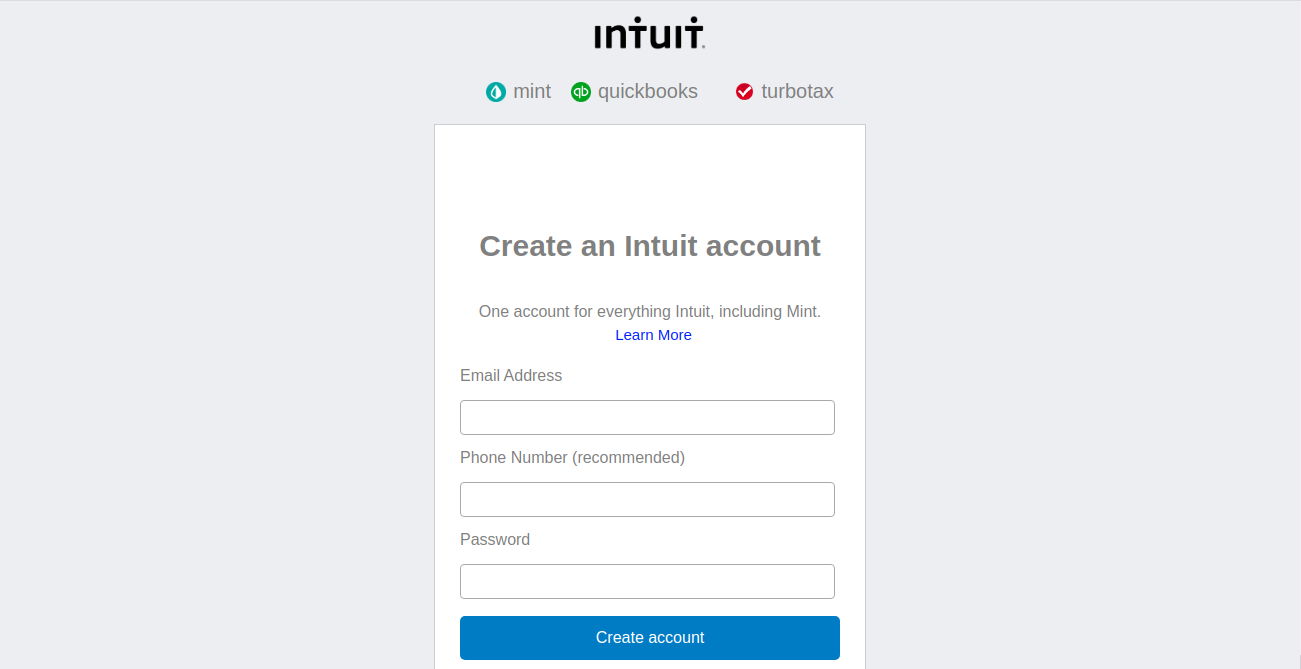 intuit.
mint quickbooks turbotax
Create an Intuit account
One account for everything Intuit, including Mint.
Learn More
Email Address
Phone Number (recommended)
Password
Create account